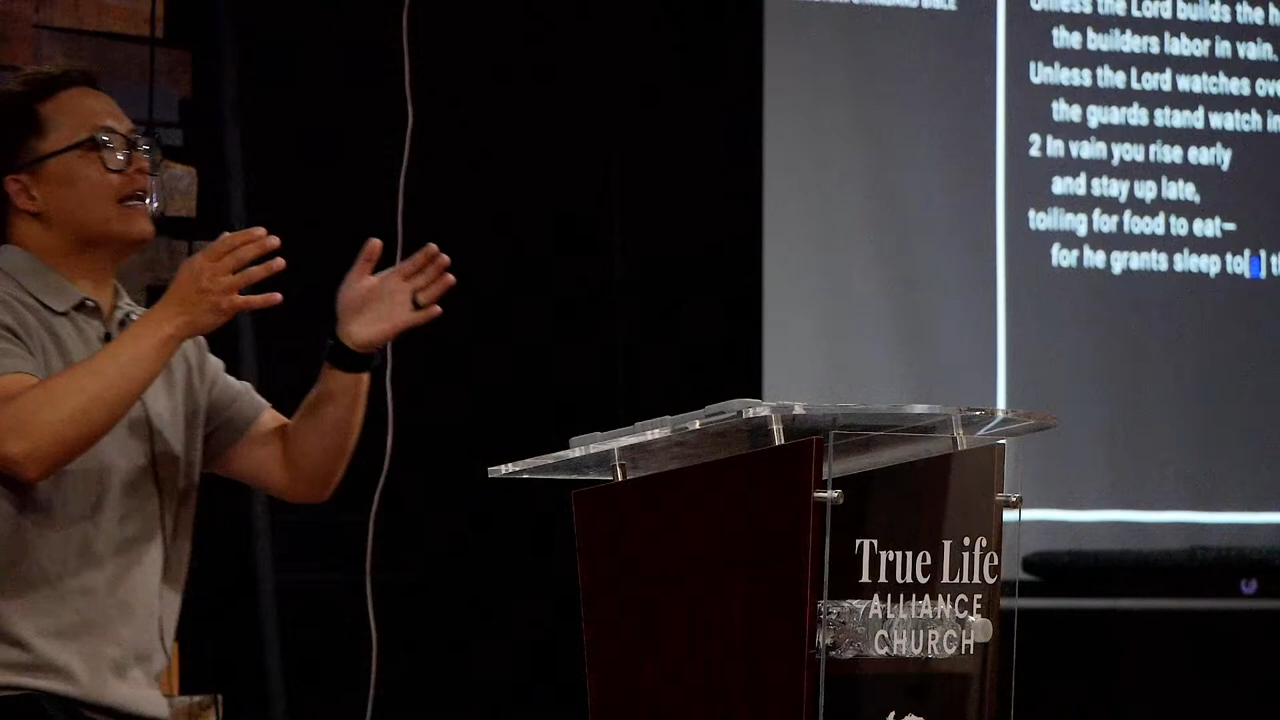 Unless the Lord builds the
the builders labor in vain.
Unless the Lord watches
the guards stand watch
2 In vain you rise early
and stay up late,
toiling for food to eat—
for he grants sleep to[a]
True Life
ALLIANCE
CHURCH